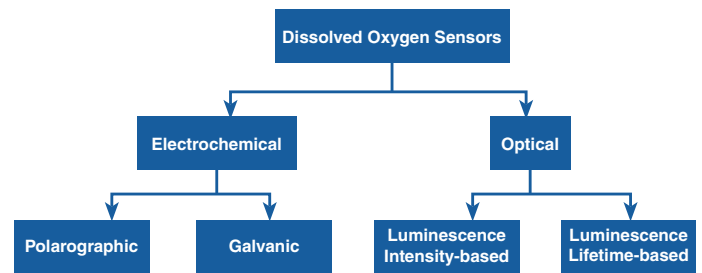 Dissolved Oxygen Sensors
Electrochemical
Optical
Polarographic
Galvanic
Luminescence
Intensity-based
Luminescence
Lifetime-based